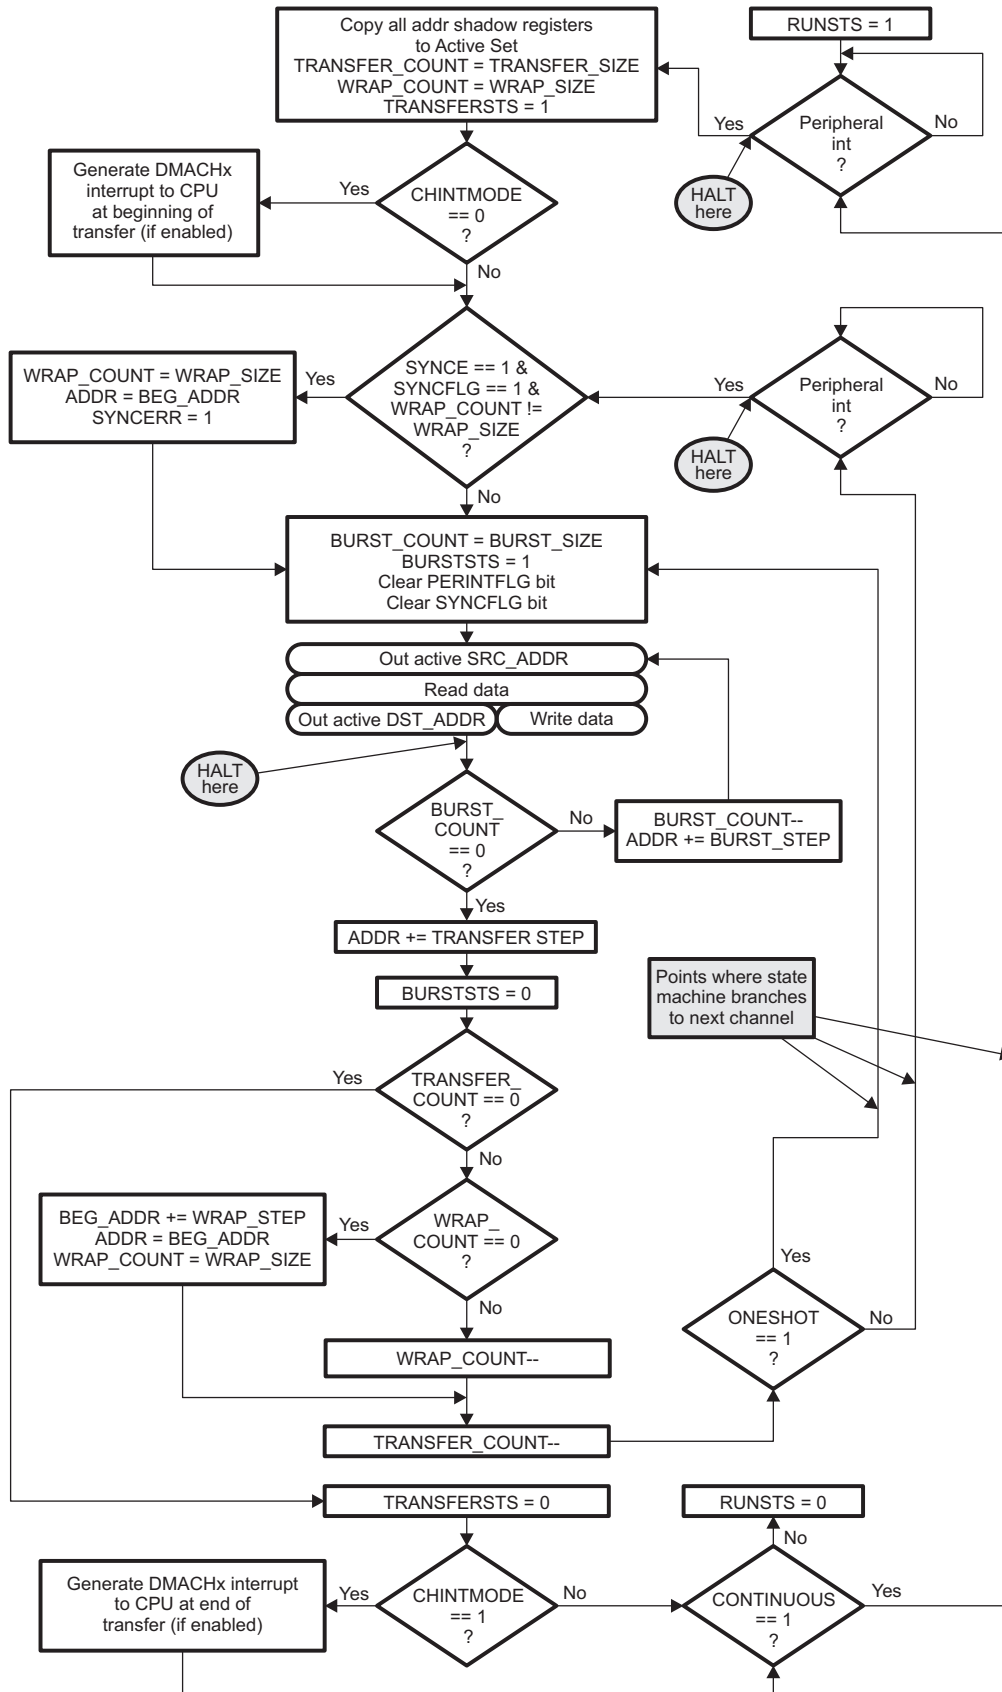 Copy all addr shadow registers
to Active Set
TRANSFER_COUNT = TRANSFER_SIZE
WRAP_COUNT = WRAP_SIZE
TRANSFERSTS = 1
RUNSTS = 1
Peripheral
int
?
Yes
No
HALT
here
Generate DMACHx
interrupt to CPU
at beginning of
transfer (if enabled)
Yes
CHINTMODE
== 0
?
No
WRAP_COUNT = WRAP_SIZE
ADDR = BEG_ADDR
SYNCERR = 1
Yes
SYNCE == 1 &
SYNCFLG == 1 &
WRAP_COUNT !=
WRAP_SIZE
?
No
Yes
Peripheral
int
?
No
HALT
here
BURST_COUNT = BURST_SIZE
BURSTSTS = 1
Clear PERINTFLG bit
Clear SYNCFLG bit
Out active SRC_ADDR
Read data
Out active DST_ADDR
Write data
HALT
here
BURST_
COUNT
== 0
?
No
BURST_COUNT--
ADDR += BURST_STEP
Yes
ADDR += TRANSFER STEP
BURSTSTS = 0
Points where state
machine branches
to next channel
Yes
TRANSFER_
COUNT == 0
?
No
BEG_ADDR += WRAP_STEP
ADDR = BEG_ADDR
WRAP_COUNT = WRAP_SIZE
Yes
WRAP_
COUNT == 0
?
No
WRAP_COUNT--
TRANSFER_COUNT--
Yes
ONESHOT
== 1
?
No
TRANSFERSTS = 0
RUNSTS = 0
No
Generate DMACHx interrupt
to CPU at end of
transfer (if enabled)
Yes
CHINTMODE
== 1
?
No
CONTINUOUS
== 1
?
Yes